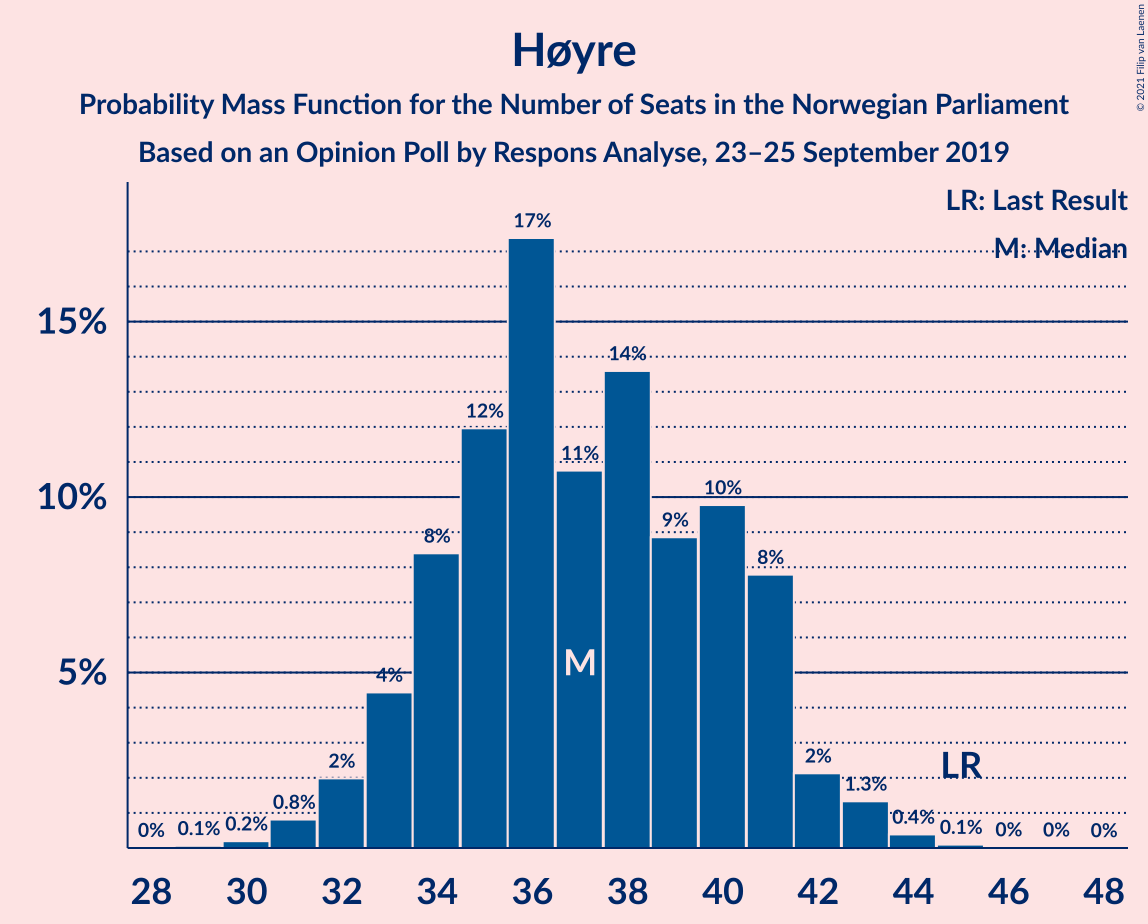 Høyre
Probability Mass Function for the Number of Seats in the Norwegian Parliament
Based on an Opinion Poll by Respons Analyse, 23–25 September 2019
© 2021 Filip van Laenen
LR: Last Result
M: Median
15%
10%
5%
0%
0.1%
0.2%
0.8%
2%
4%
8%
12%
17%
11%
14%
9%
10%
8%
2%
1.3%
0.4%
0.1%
0%
0%
0%
M
LR
28 30 32 34 36 38 40 42 44 46 48